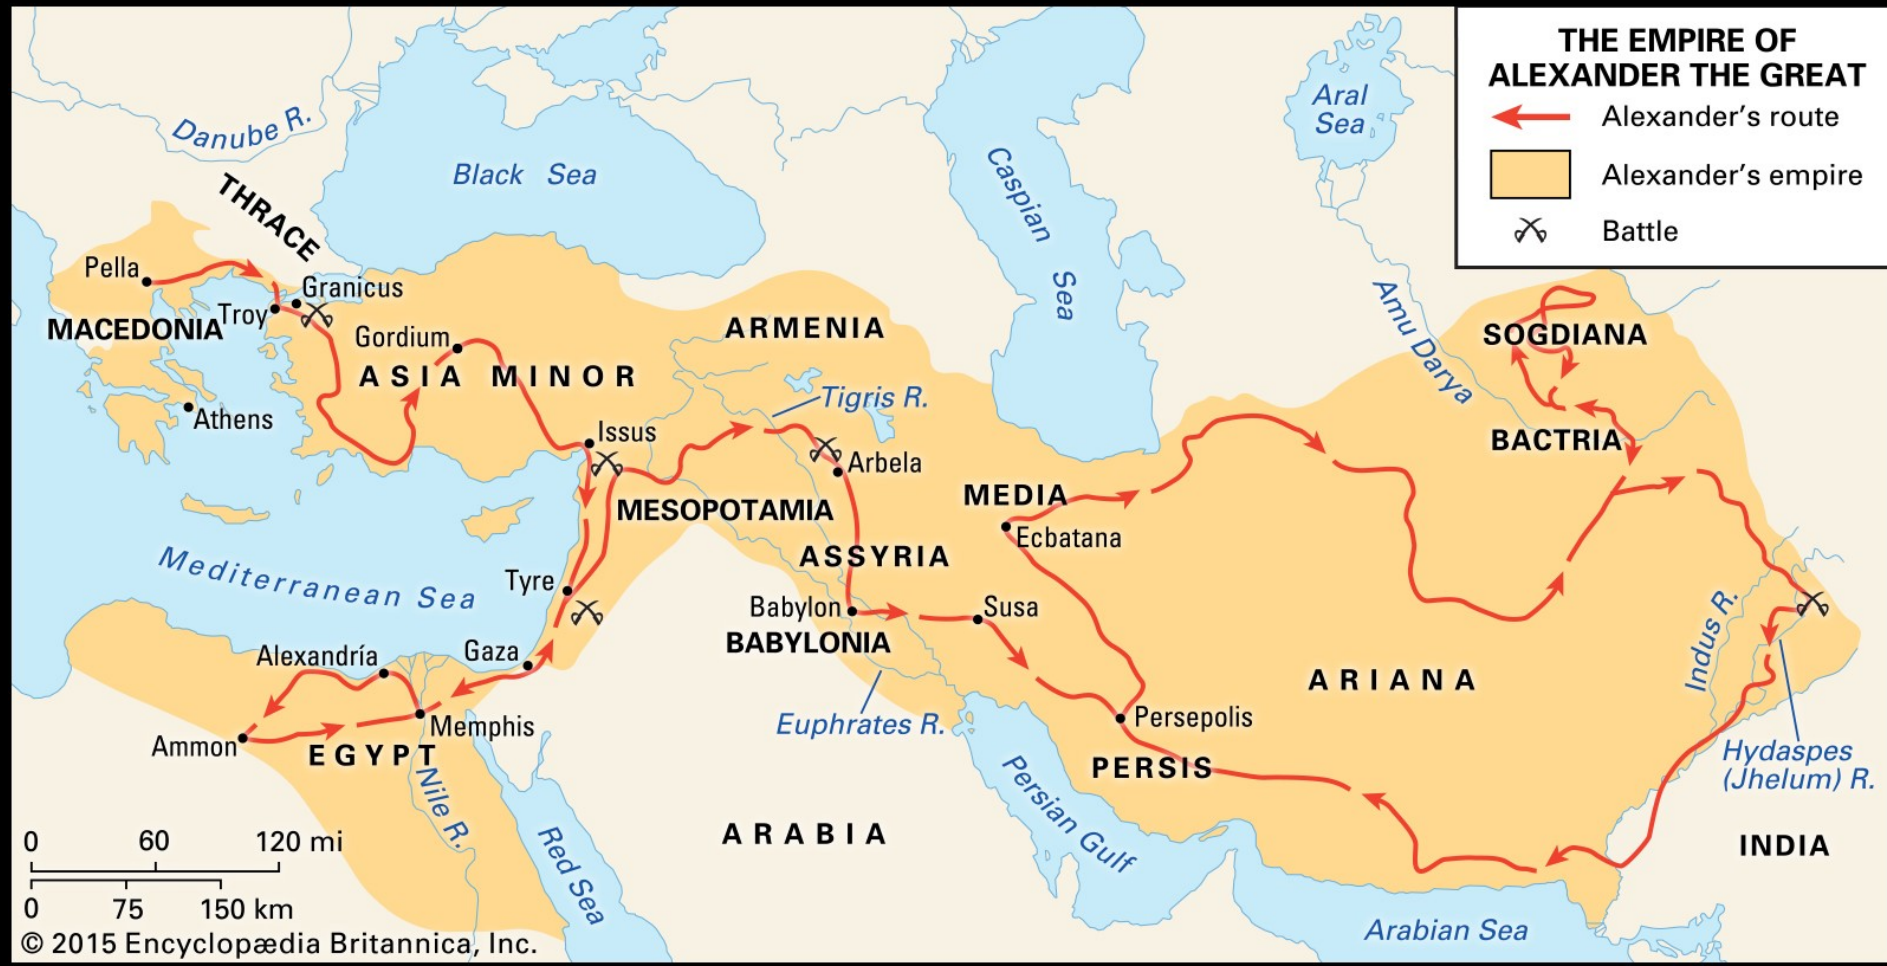 THE EMPIRE OF
ALEXANDER THE GREAT
Alexander's route
Alexander's empire
Battle
Aral
Sea
Danube R.
Black Sea
Caspian
Sea
THRACE
Pella
Granicus
Troy
MACEDONIA
Gordium
ASIA MINOR
Athens
ARMENIA
Tigris R.
Amu Darya
SOGDIANA
BACTRIA
Issus
Arbela
MESOPOTAMIA
MEDIA
Ecbatana
ASSYRIA
Mediterranean Sea
Tyre
Babylon
Susa
BABYLONIA
Gaza
Alexandría
Memphis
Ammon
EGYPT
Nile R.
Euphrates R.
Persepolis
PERSIS
ARIANA
Indus R.
Hydaspes
(Jhelum) R.
INDIA
Persian Gulf
ARABIA
Red Sea
Arabian Sea
0 60 120 mi
0 75 150 km
© 2015 Encyclopædia Britannica, Inc.